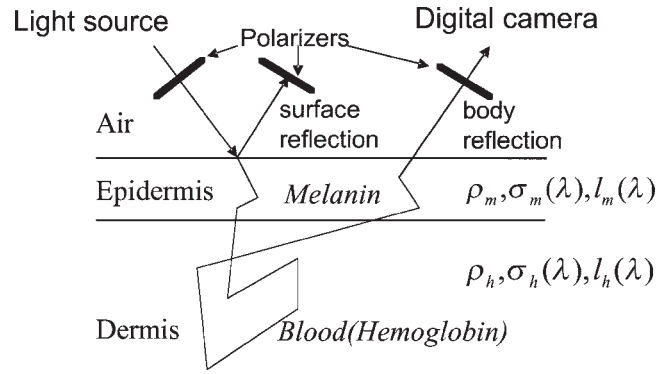 Light source
Digital camera
Polarizers
surface
reflection
body
reflection
Air
Epidermis
Melanin
ρₘ,σₘ(λ),lₘ(λ)
ρₕ,σₕ(λ),lₕ(λ)
Dermis
Blood(Hemoglobin)